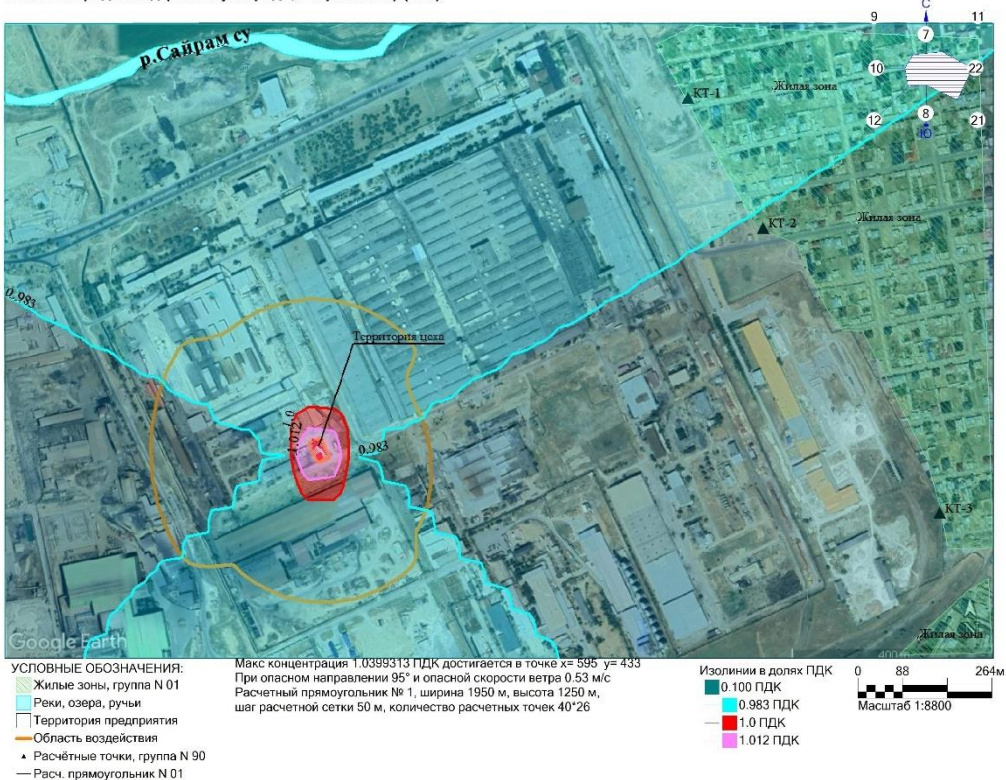 С
9
11
7
10
22
12
8
21
Ю
р.Сайрам су
Жилая зона
КТ-1
КТ-2
Жилая зона
0.983
Территория цеха
1.0
1.012
0.983
КТ-3
Жилая зона
Google Earth
400 m
УСЛОВНЫЕ ОБОЗНАЧЕНИЯ:
Жилые зоны, группа N 01
Реки, озера, ручьи
Территория предприятия
Область воздействия
Расчётные точки, группа N 90
Расч. прямоугольник N 01
Макс концентрация 1.0399313 ПДК достигается в точке x= 595 y= 433
При опасном направлении 95° и опасной скорости ветра 0.53 м/с
Расчетный прямоугольник № 1, ширина 1950 м, высота 1250 м,
шаг расчетной сетки 50 м, количество расчетных точек 40*26
Изолинии в долях ПДК
0.100 ПДК
0.983 ПДК
1.0 ПДК
1.012 ПДК
0 88 264м
Масштаб 1:8800